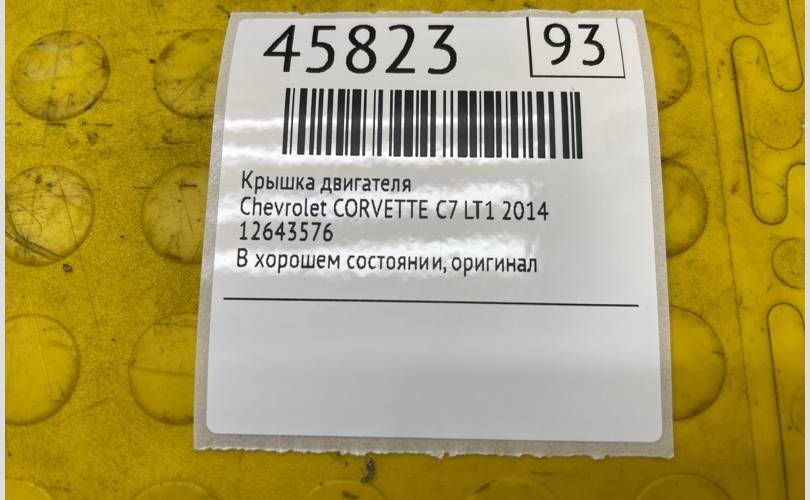 45823 93
Крышка двигателя
Chevrolet CORVETTE C7 LT1 2014
12643576
В хорошем состоянии, оригинал